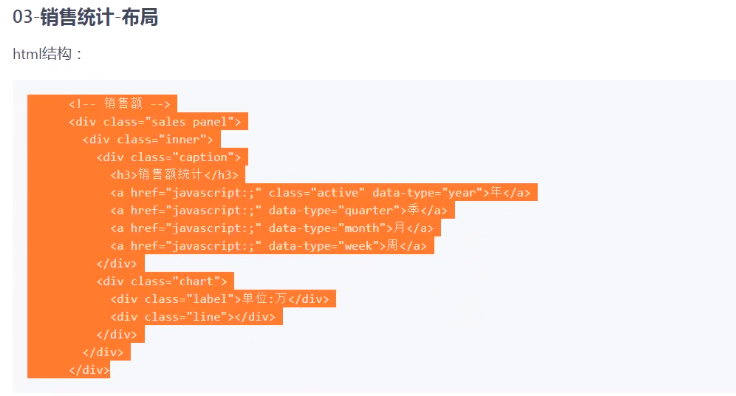 03-销售统计-布局
html结构：
<!-- 销售额 -->
<div class="sales panel">
<div class="inner">
<div class="caption">
<h3>销售额统计</h3>
<a href="javascript:;" class="active" data-type="year">年</a>
<a href="javascript:;" data-type="quarter">季</a>
<a href="javascript:;" data-type="month">月</a>
<a href="javascript:;" data-type="week">周</a>
</div>
<div class="chart">
<div class="label">单位:万</div>
<div class="line"></div>
</div>
</div>
</div>